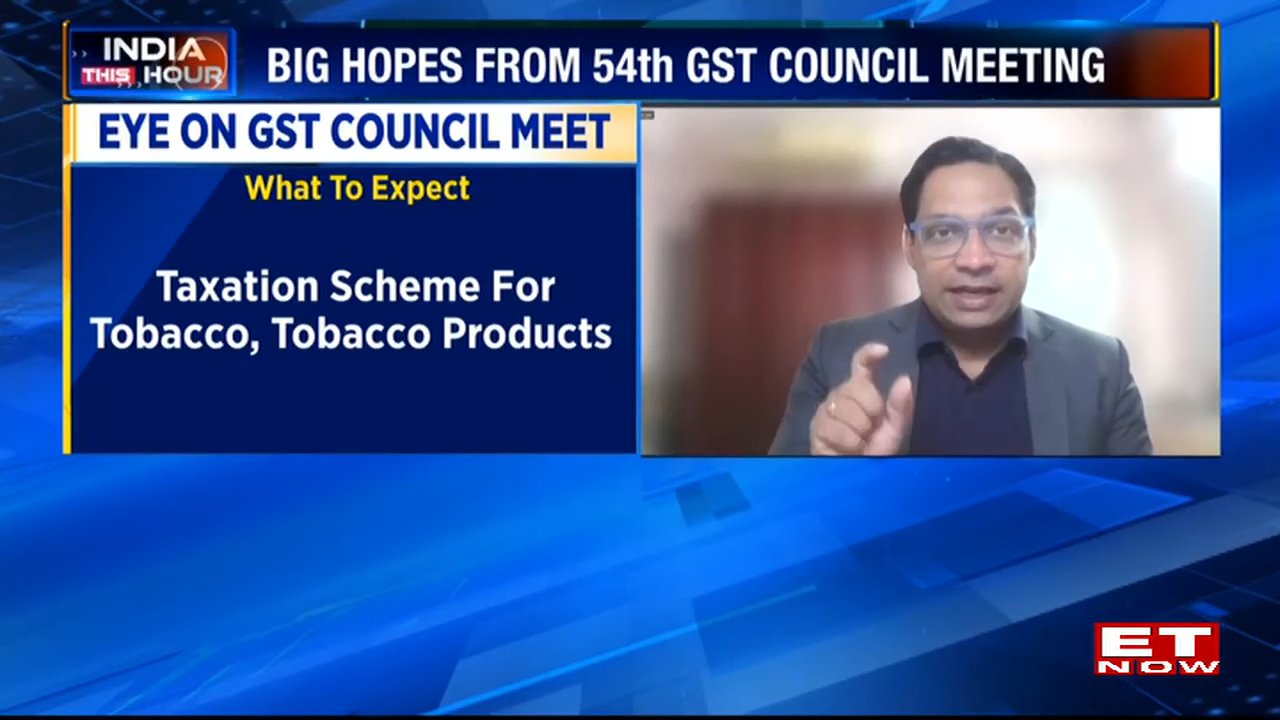 INDIA
THIS HOUR
BIG HOPES FROM 54th GST COUNCIL MEETING
EYE ON GST COUNCIL MEET
What To Expect
Taxation Scheme For
Tobacco, Tobacco Products
ET
NOW